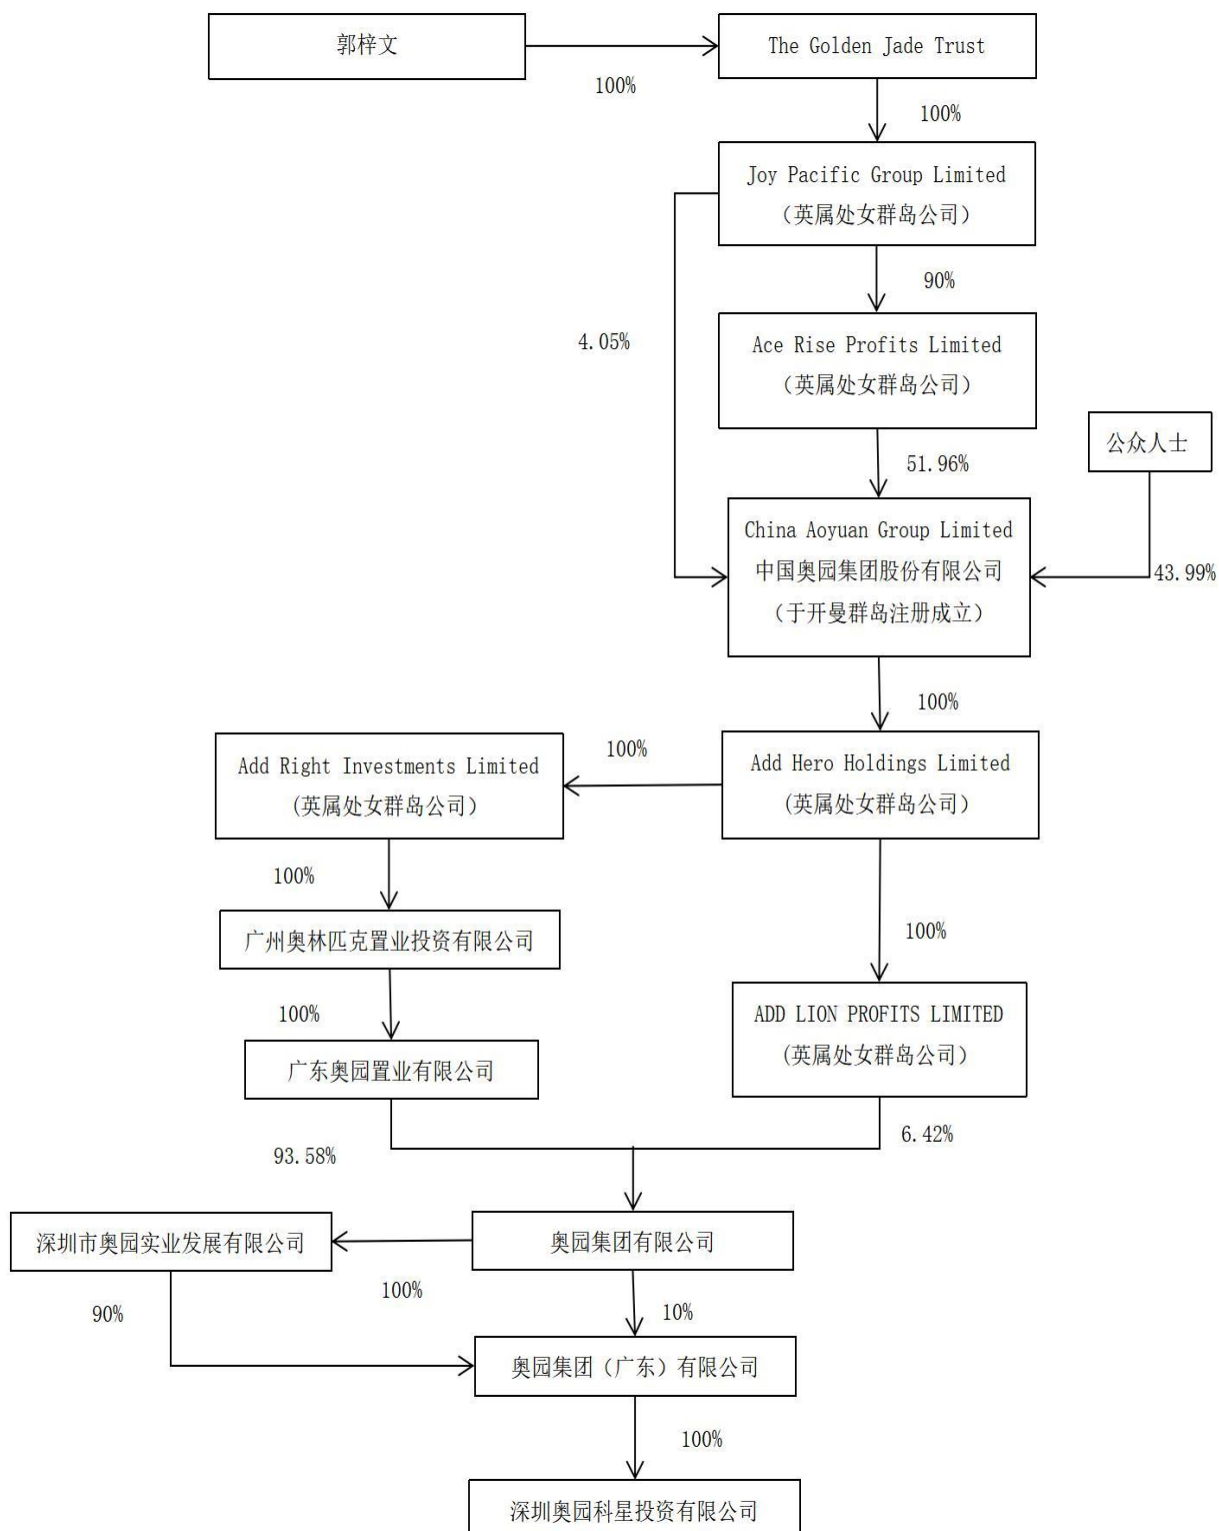 郭梓文
The Golden Jade Trust
100%
100%
Joy Pacific Group Limited
（英属处女群岛公司）
90%
4.05%
Ace Rise Profits Limited
（英属处女群岛公司）
公众人士
51.96%
China Aoyuan Group Limited
中国奥园集团股份有限公司
（于开曼群岛注册成立）
43.99%
100%
Add Right Investments Limited
(英属处女群岛公司）
100%
Add Hero Holdings Limited
(英属处女群岛公司）
100%
广州奥林匹克置业投资有限公司
100%
100%
ADD LION PROFITS LIMITED
(英属处女群岛公司）
广东奥园置业有限公司
93.58%
6.42%
深圳市奥园实业发展有限公司
奥园集团有限公司
100%
90%
10%
奥园集团（广东）有限公司
100%
深圳奥园科星投资有限公司